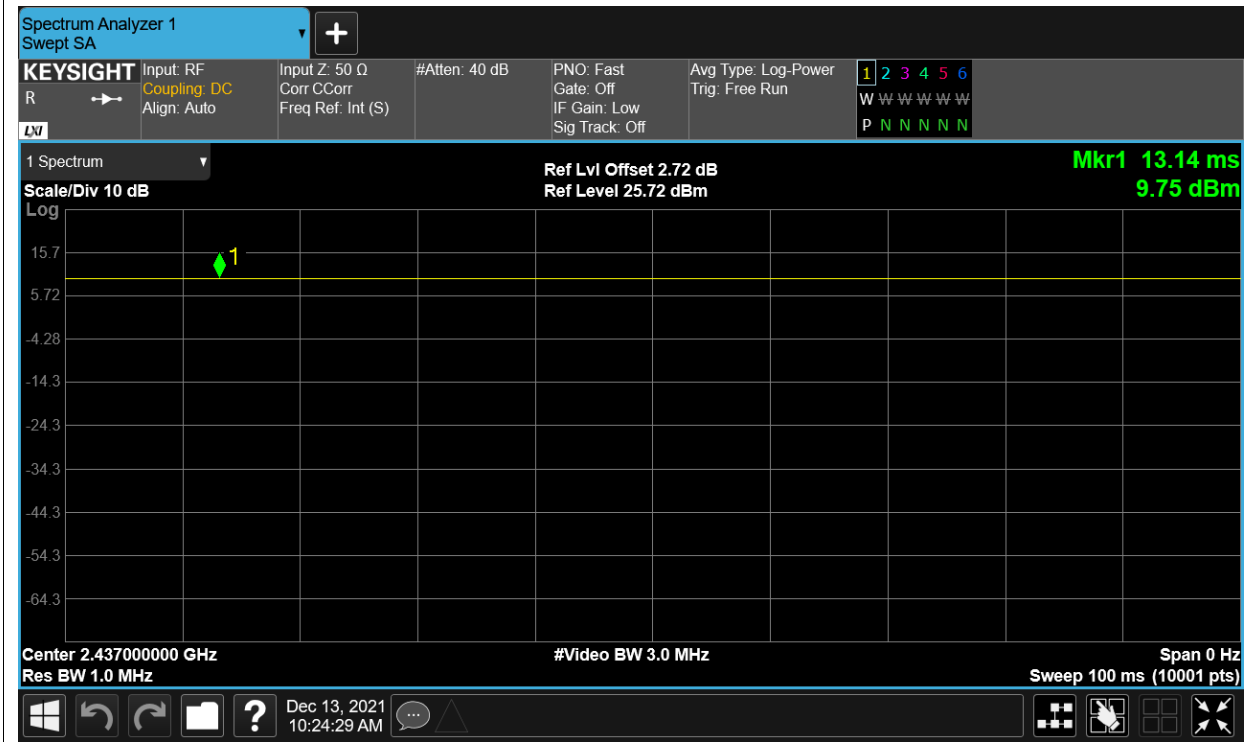 Spectrum Analyzer 1
Swept SA
KEYSIGHT
R
LXI
Input: RF
Coupling: DC
Align: Auto
Input Z: 50 Ω
Corr CCorr
Freq Ref: Int (S)
#Atten: 40 dB
PNO: Fast
Gate: Off
IF Gain: Low
Sig Track: Off
Avg Type: Log-Power
Trig: Free Run
1 2 3 4 5 6
W W W W W W
P N N N N N
1 Spectrum
Scale/Div 10 dB
Log
Ref Lvl Offset 2.72 dB
Ref Level 25.72 dBm
Mkr1 13.14 ms
9.75 dBm
15.7
1
5.72
-4.28
-14.3
-24.3
-34.3
-44.3
-54.3
-64.3
Center 2.437000000 GHz
Res BW 1.0 MHz
#Video BW 3.0 MHz
Span 0 Hz
Sweep 100 ms (10001 pts)
?
Dec 13, 2021
10:24:29 AM